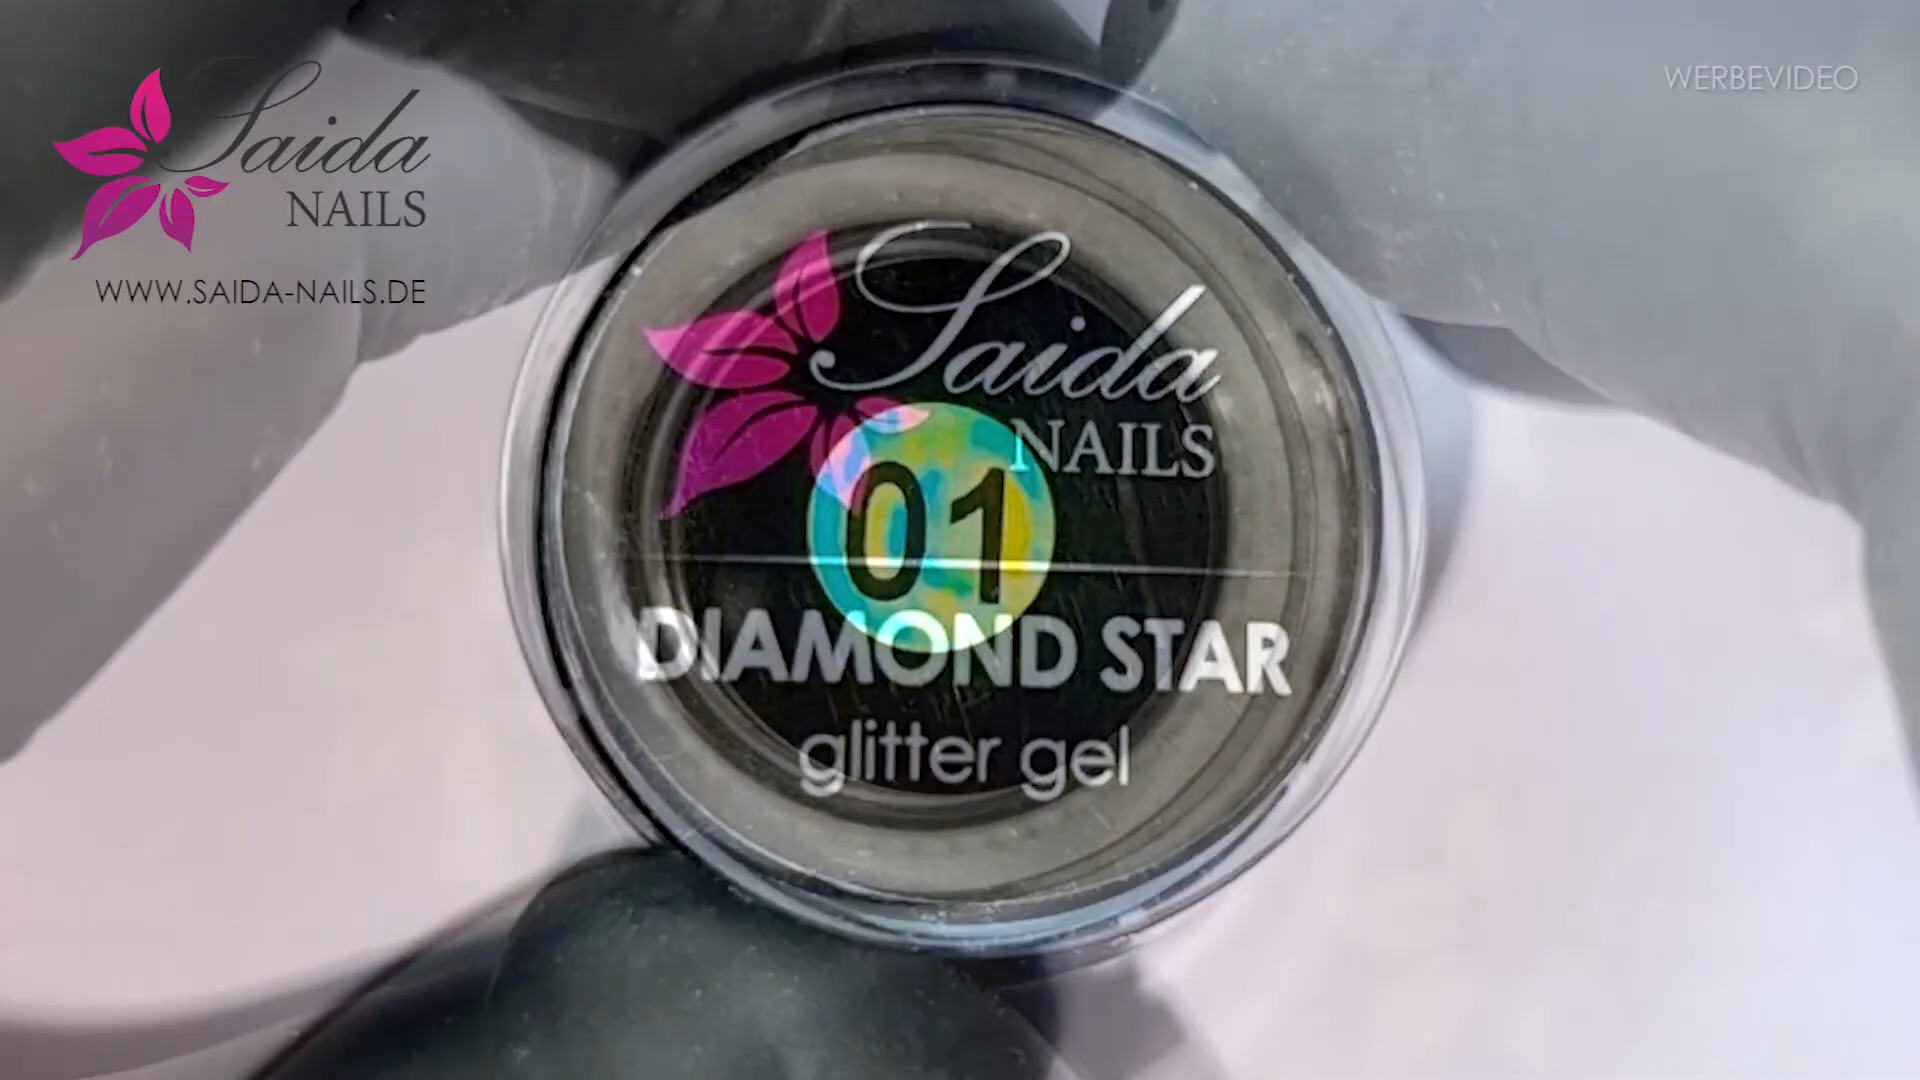 Saida
NAILS
WWW.SAIDA-NAILS.DE
WERBEVIDEO
Saida
NAILS
01
DIAMOND STAR
glitter gel